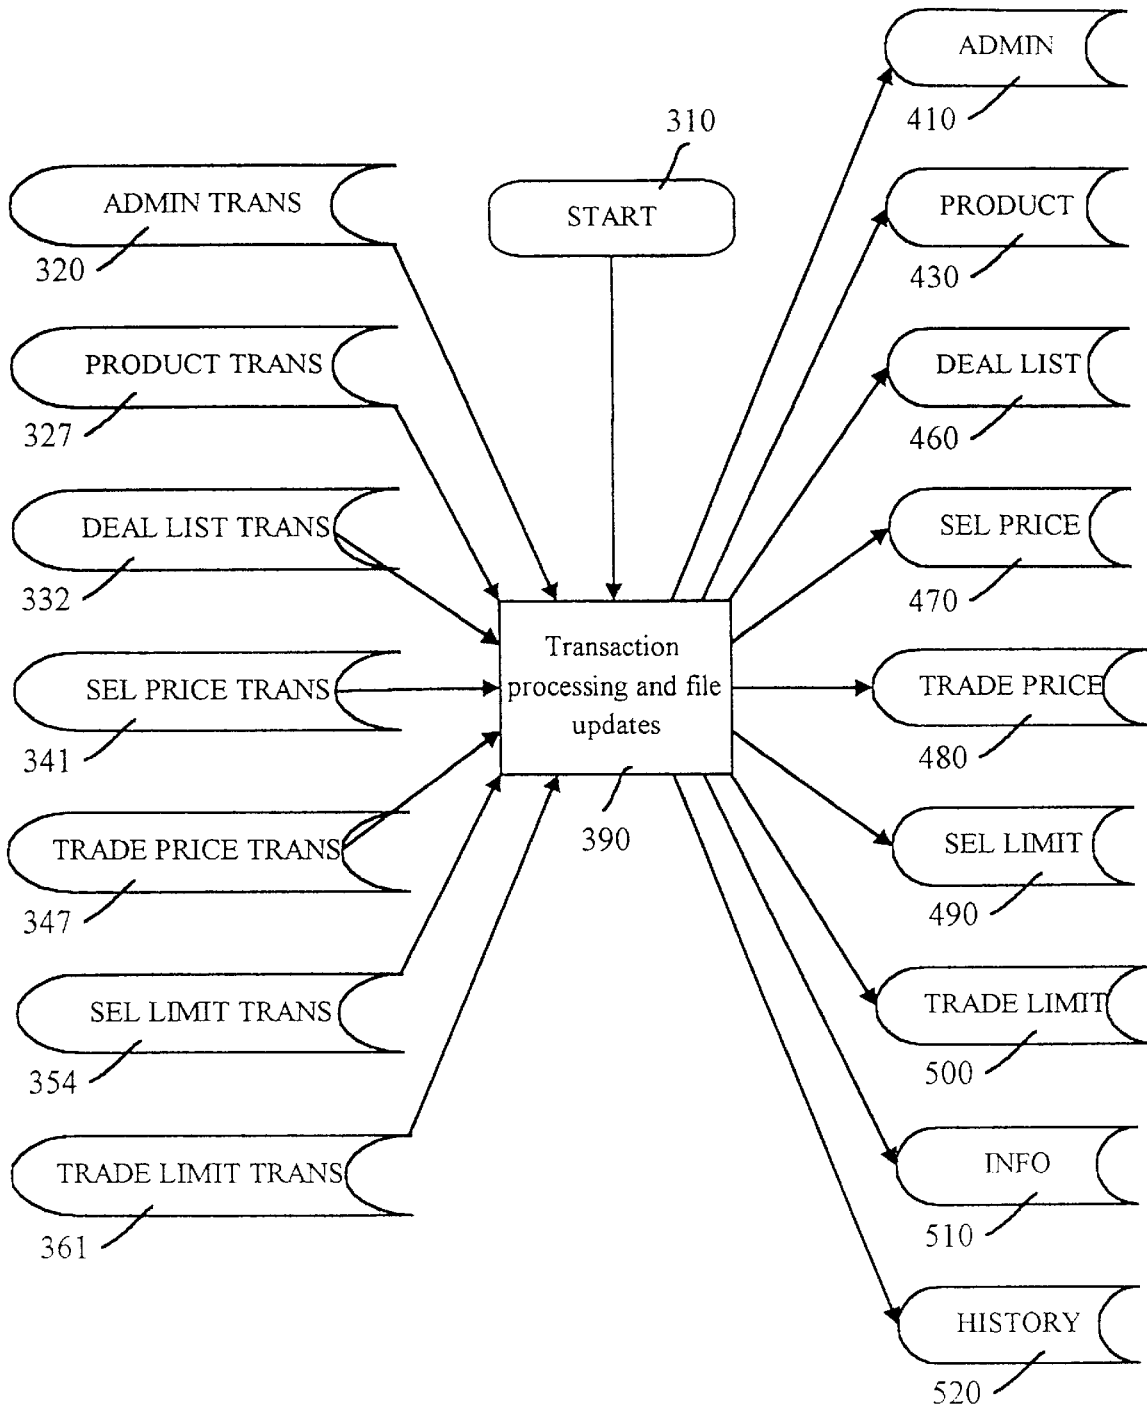 ADMIN
410
310
ADMIN TRANS
START
PRODUCT
320
430
PRODUCT TRANS
DEAL LIST
327
460
DEAL LIST TRANS
SEL PRICE
332
470
Transaction
processing and file
updates
SEL PRICE TRANS
TRADE PRICE
341
480
390
TRADE PRICE TRANS
SEL LIMIT
347
490
SEL LIMIT TRANS
TRADE LIMIT
354
500
TRADE LIMIT TRANS
INFO
361
510
HISTORY
520